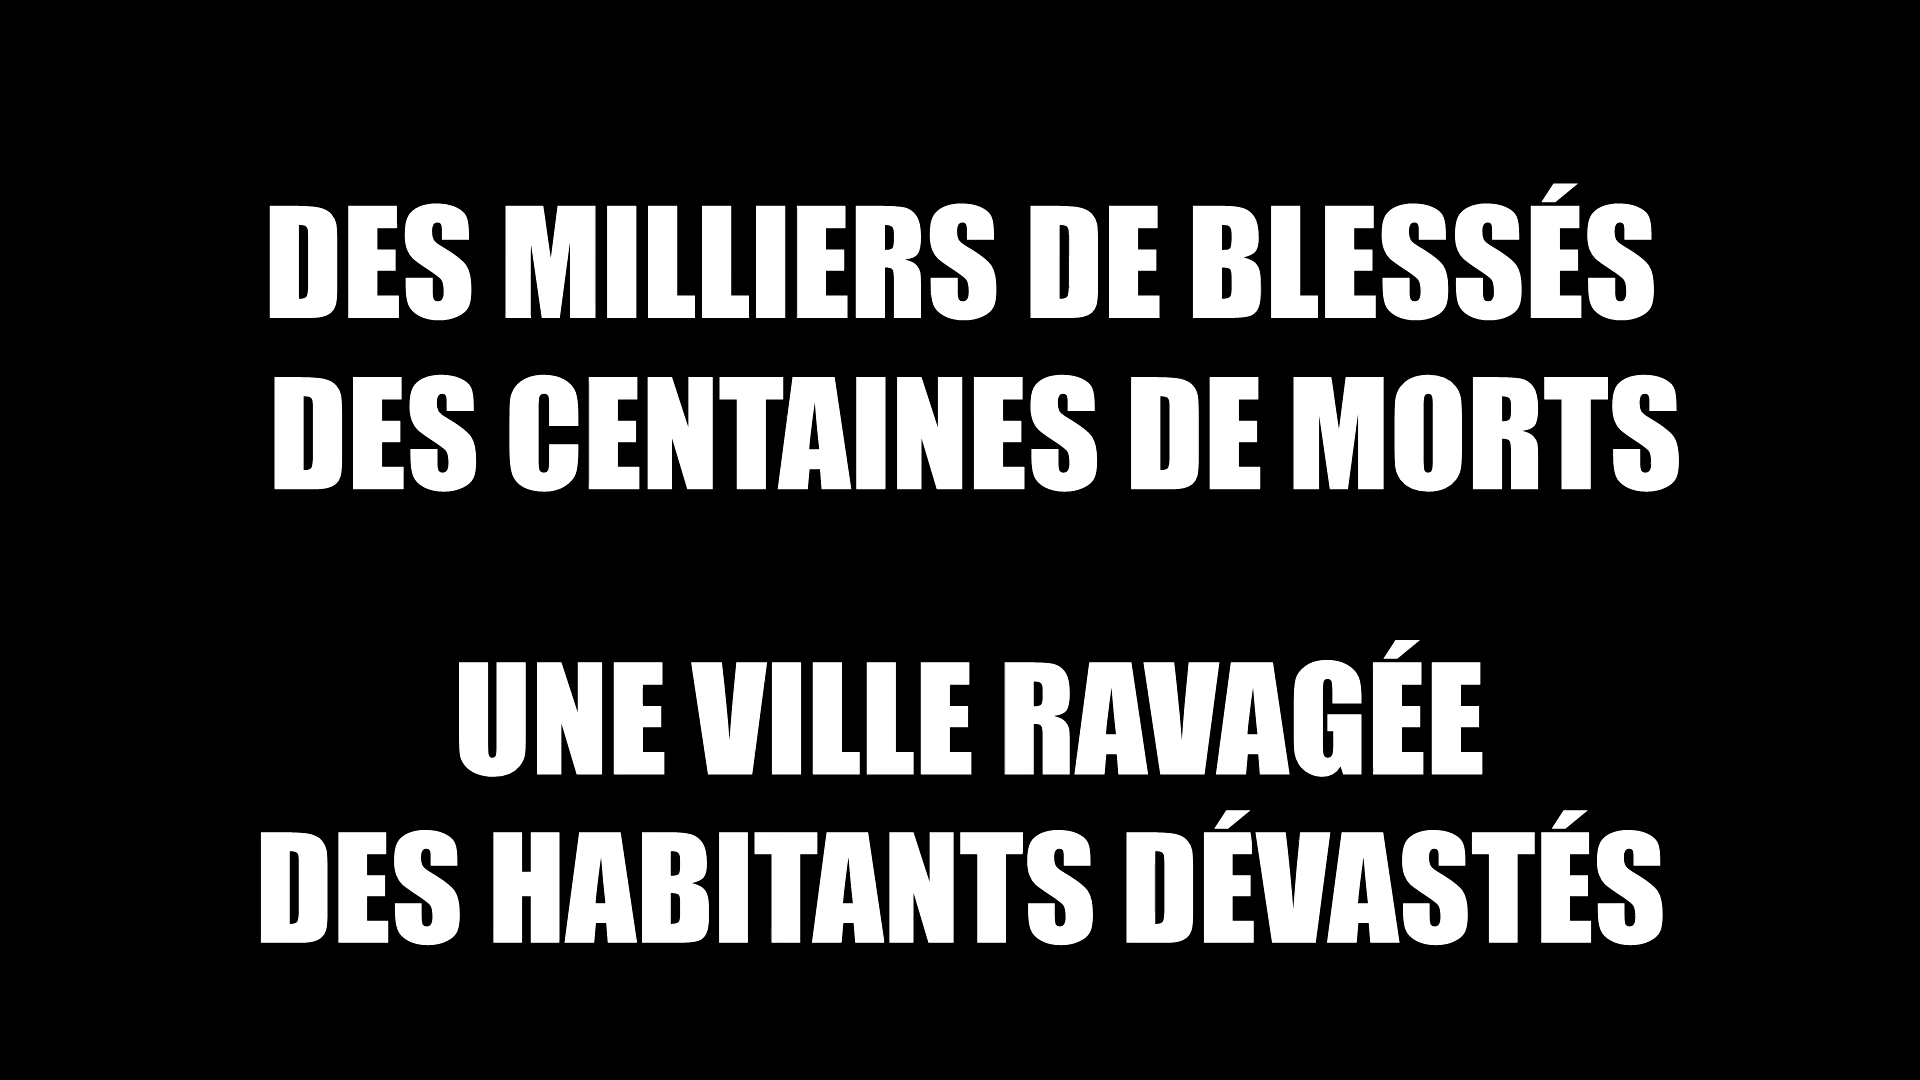 DES MILLIERS DE BLESSÉS
DES CENTAINES DE MORTS
UNE VILLE RAVAGÉE
DES HABITANTS DÉVASTÉS